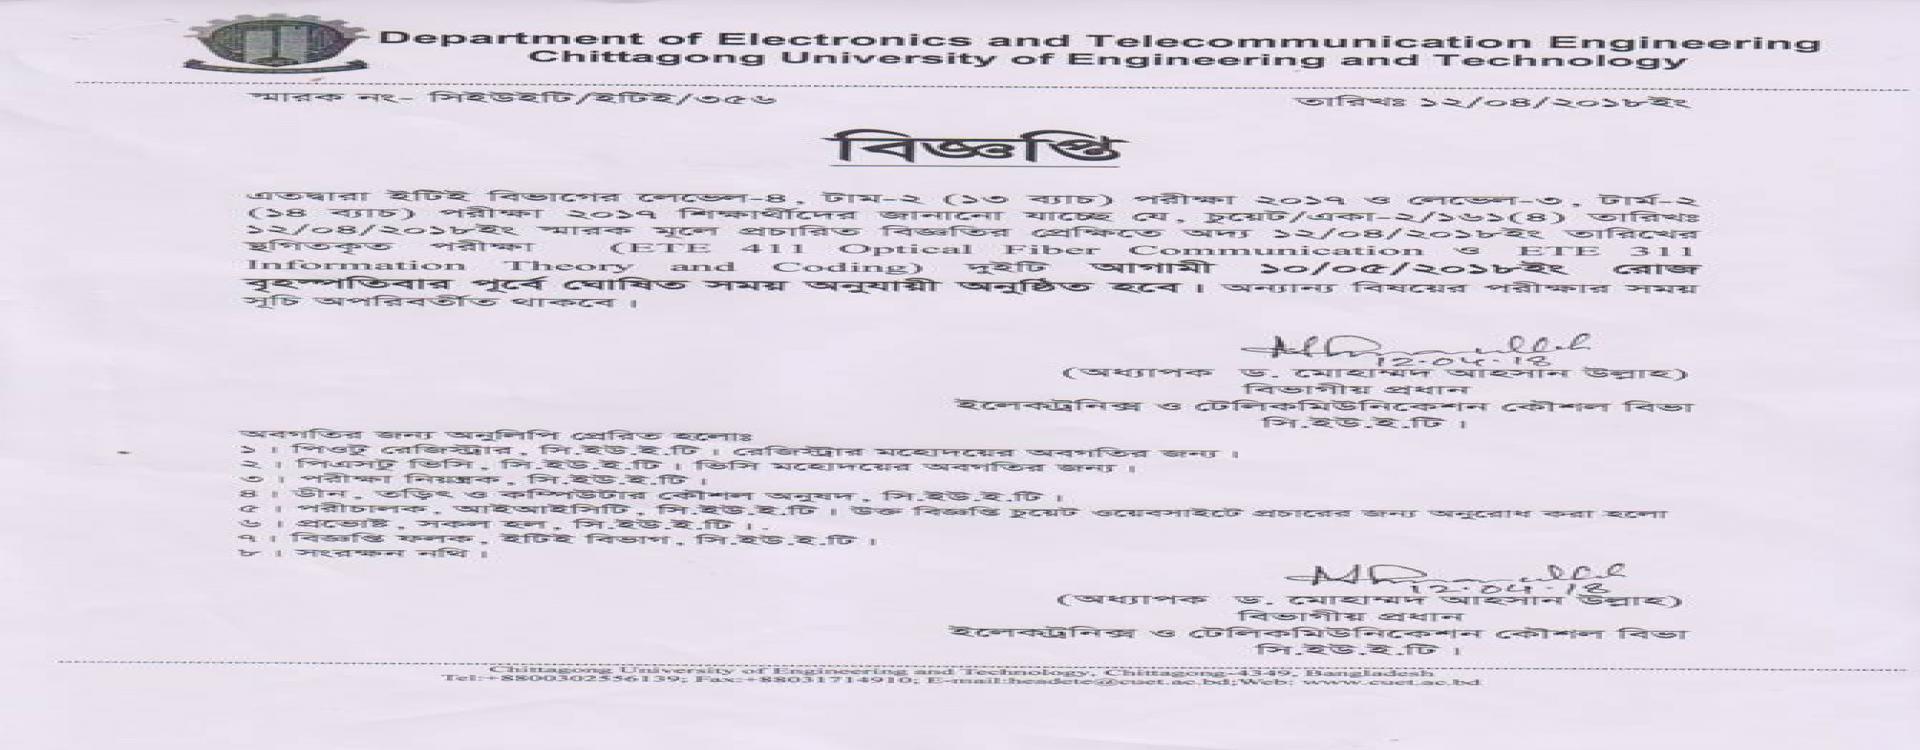 Department of Electronics and Telecommunication Engineering
Chittagong University of Engineering and Technology
স্মারক নং- সিইউইটি/ইটিই/৩৫৬
তারিখঃ ১২/০৪/২০১৮ইং
বিজ্ঞপ্তি
এতদ্বারা ইটিই বিভাগের লেভেল-৪, টাম-২ (১৩ ব্যাচ) পরীক্ষা ২০১৭ ও লেভেল-৩, টার্ম-২
(১৪ ব্যাচ) পরীক্ষা ২০১৭ শিক্ষার্থীদের জানানো যাচ্ছে যে, চুয়েট/একা-২/১৬১(৪) তারিখঃ
১২/০৪/২০১৮ইং স্মারক মূলে প্রচারিত বিজ্ঞতির প্রেক্ষিতে অদ্য ১২/০৪/২০১৮ইং তারিখের
স্থগিতকৃত পরীক্ষা (ETE 411 Optical Fiber Communication ও ETE 311
Information Theory and Coding) দুইটি আগামী ১০/০৫/২০১৮ইং রোজ
বৃহস্পতিবার পূর্বে ঘোষিত সময় অনুযায়ী অনুষ্ঠিত হবে। অন্যান্য বিষয়ের পরীক্ষার সময়
সূচি অপরিবর্তীত থাকবে।
12.04.18
(অধ্যাপক ড. মোহাম্মদ আহসান উল্লাহ)
বিভাগীয় প্রধান
ইলেকট্রনিক্স ও টেলিকমিউনিকেশন কৌশল বিভা
সি.ইউ.ই.টি।
অবগতির জন্য অনুলিপি প্রেরিত হলোঃ
১। পিওটু রেজিস্ট্রার, সি.ইউ.ই.টি। রেজিস্ট্রার মহোদয়ের অবগতির জন্য।
২। পিএসটু ভিসি, সি.ইউ.ই.টি। ভিসি মহোদয়ের অবগতির জন্য।
৩। পরীক্ষা নিয়ন্ত্রক, সি.ইউ.ই.টি।
৪। ডীন, তড়িৎ ও কম্পিউটার কৌশল অনুষদ, সি.ইউ.ই.টি।
৫। পরীচালক, আইআইসিটি, সি.ইউ.ই.টি। উক্ত বিজ্ঞপ্তি চুয়েট ওয়েবসাইটে প্রচারের জন্য অনুরোধ করা হলো
৬। প্রভোষ্ট, সকল হল, সি.ইউ.ই.টি।.
৭। বিজ্ঞপ্তি ফলক, ইটিই বিভাগ, সি.ইউ.ই.টি।
৮। সংরক্ষন নথি।
12.04.18
(অধ্যাপক ড. মোহাম্মদ আহসান উল্লাহ)
বিভাগীয় প্রধান
ইলেকট্রনিক্স ও টেলিকমিউনিকেশন কৌশল বিভা
সি.ইউ.ই.টি।
Chittagong University of Engineering and Technology, Chittagong-4349, Bangladesh
Tel:+8800302556139; Fax:+88031714910; E-mail:headete@cuet.ac.bd;Web: www.cuet.ac.bd